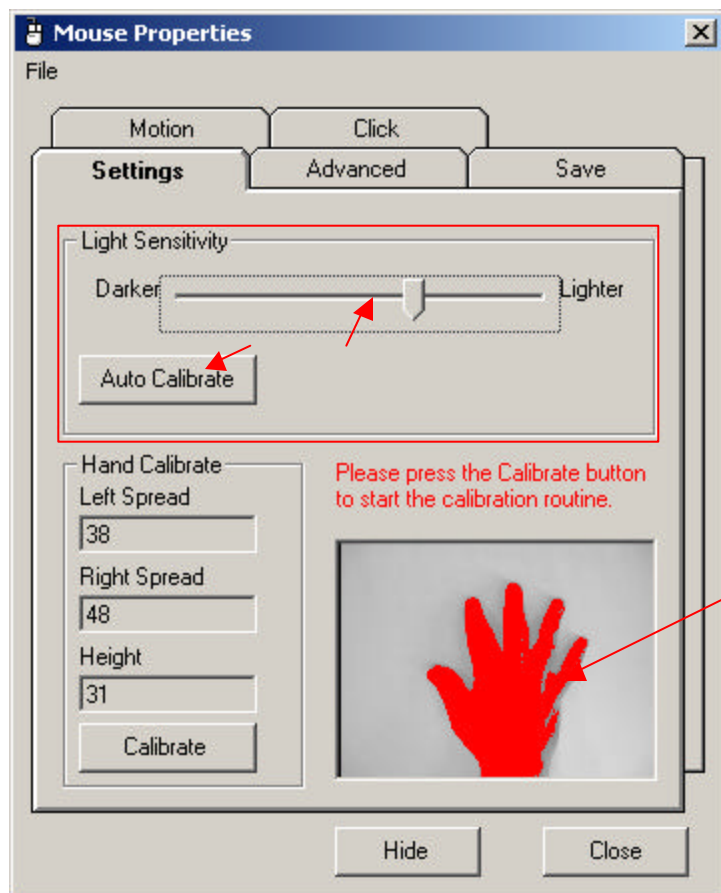 Mouse Properties
File
Motion Click
Settings Advanced Save
Light Sensitivity
Darker Lighter
Auto Calibrate
Hand Calibrate
Left Spread
38
Right Spread
48
Height
31
Calibrate
Please press the Calibrate button
to start the calibration routine.
Hide Close